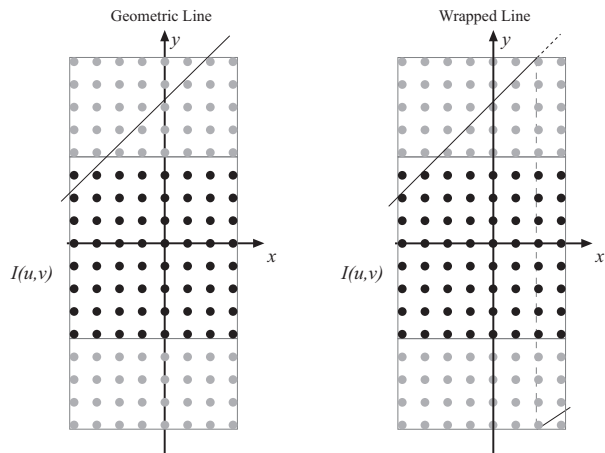 Geometric Line
Wrapped Line
y
y
x
x
I(u,v)
I(u,v)